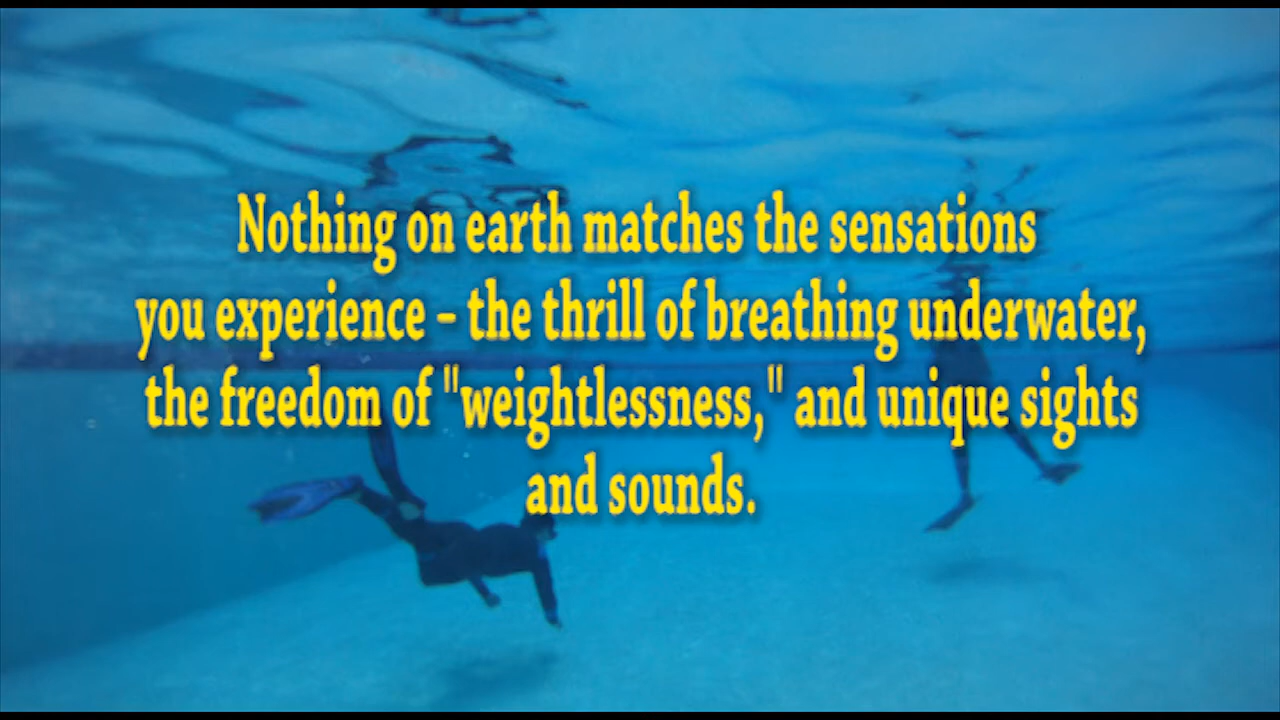 Nothing on earth matches the sensations
you experience – the thrill of breathing underwater,
the freedom of "weightlessness," and unique sights
and sounds.